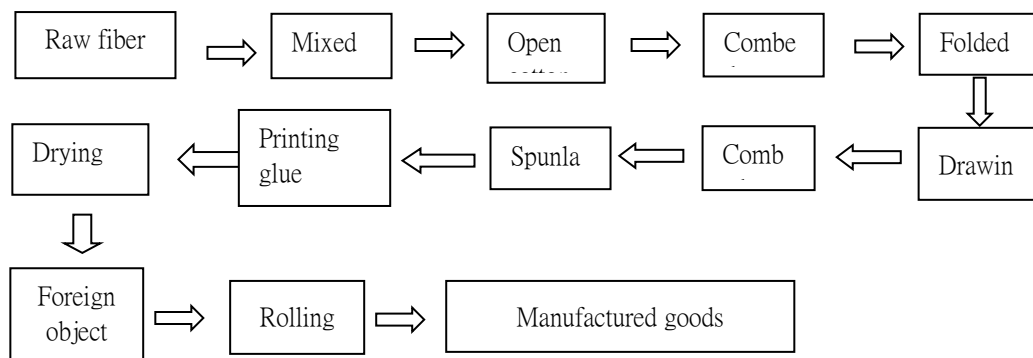 Raw fiber
Mixed
Open
Combe
Folded
Drawin
Comb
Spunla
Printing
glue
Drying
Foreign
object
Rolling
Manufactured goods